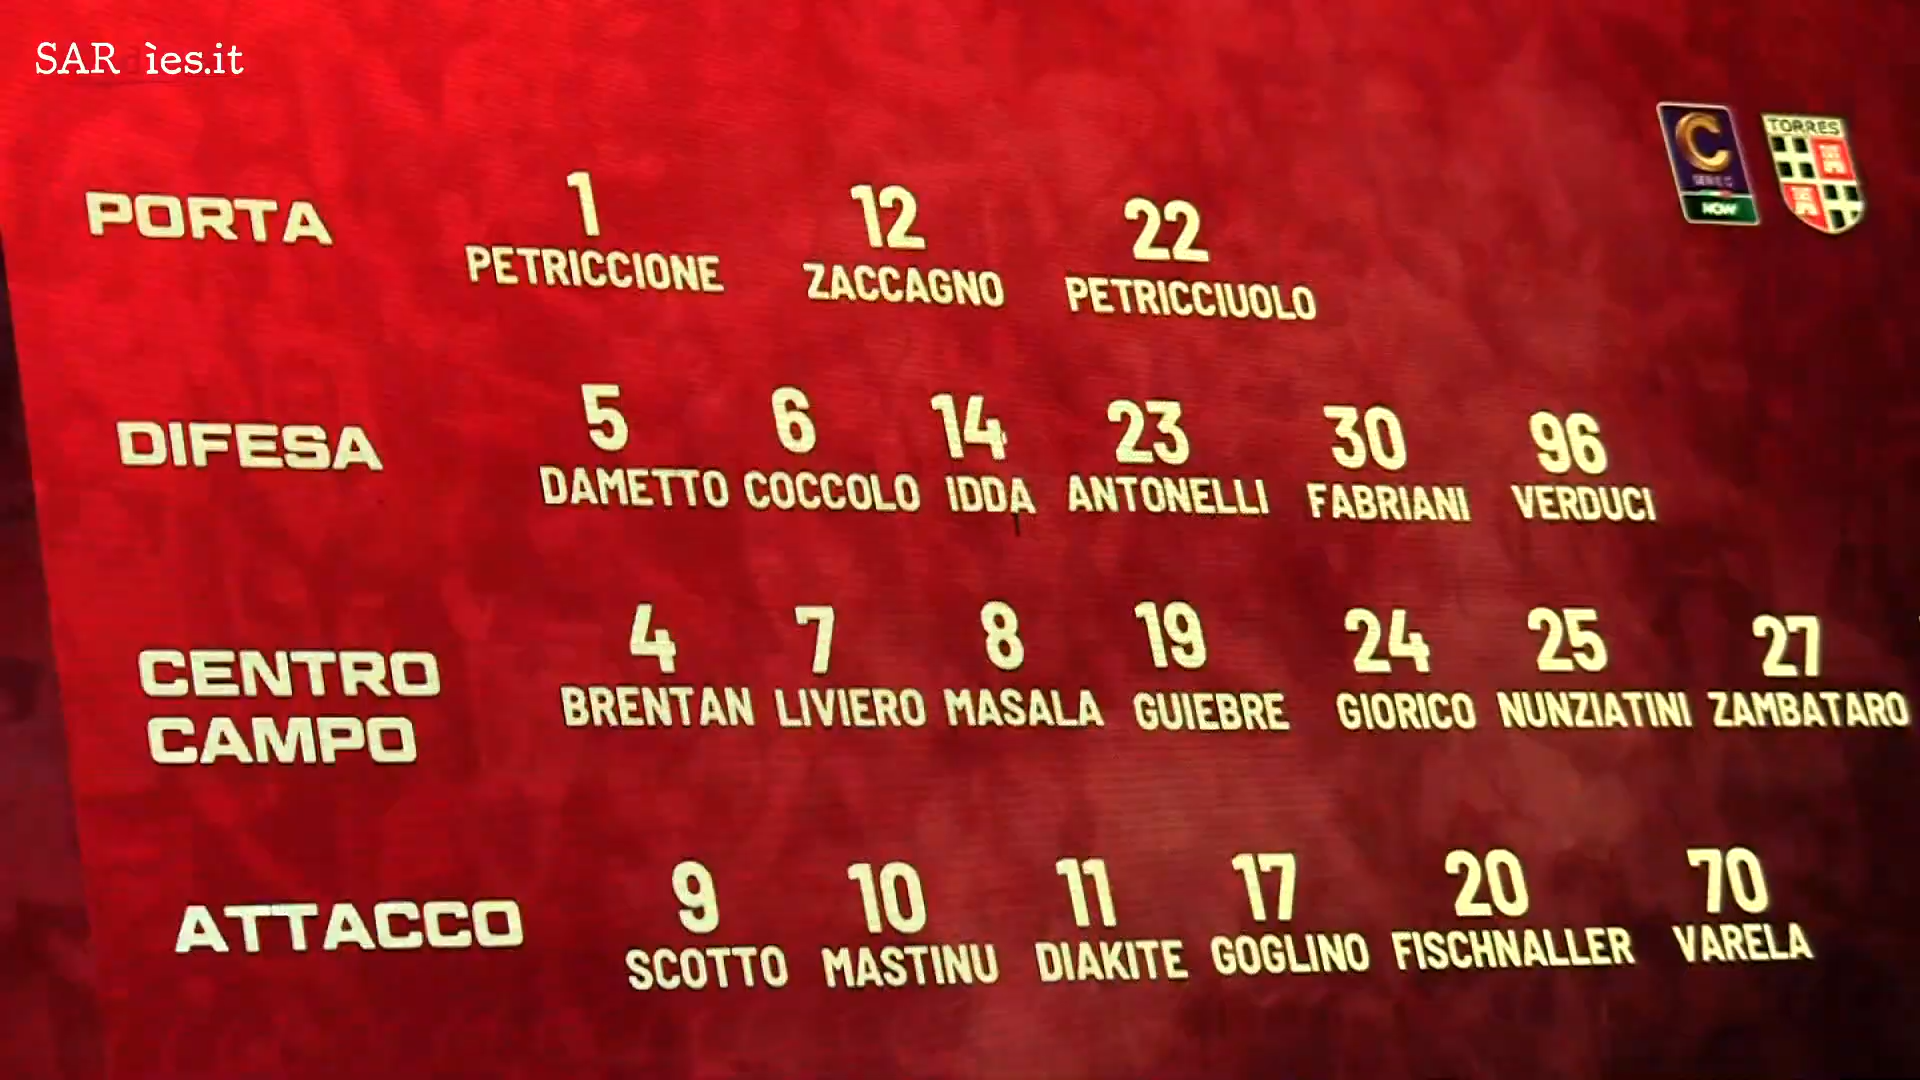 SAR ìes.it
TORRES
C
SERIE C
NOW
PORTA
1 12 22
PETRICCIONE ZACCAGNO PETRICCIUOLO
DIFESA
5 6 14 23 30 96
DAMETTO COCCOLO IDDA ANTONELLI FABRIANI VERDUCI
CENTRO
CAMPO
4 7 8 19 24 25 27
BRENTAN LIVIERO MASALA GUIEBRE GIORICO NUNZIATINI ZAMBATARO
ATTACCO
9 10 11 17 20 70
SCOTTO MASTINU DIAKITE GOGLINO FISCHNALLER VARELA